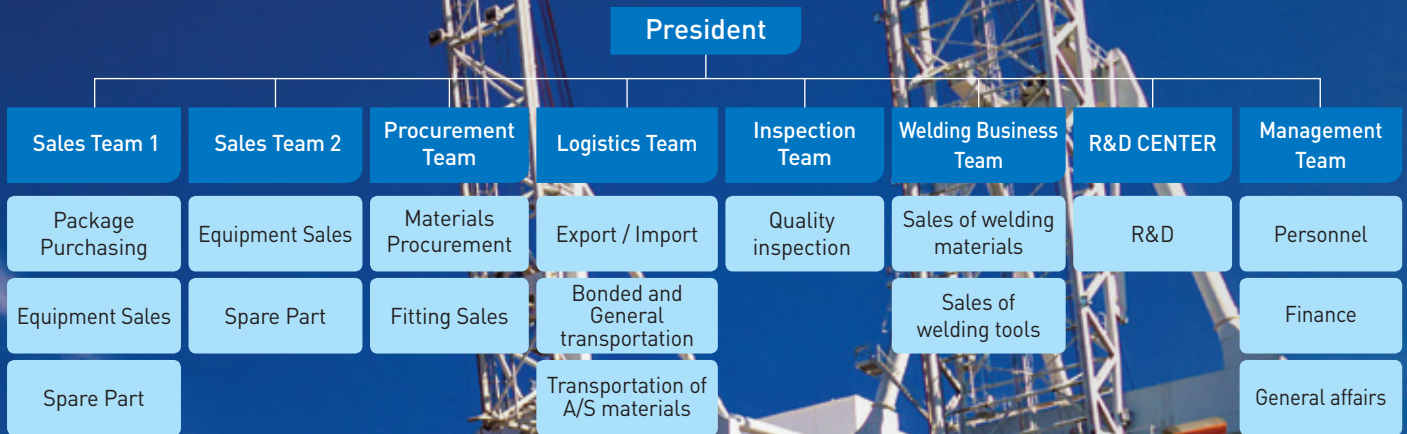 President
Sales Team 1
Sales Team 2
Procurement
Team
Logistics Team
Inspection
Team
Welding Business
Team
R&D CENTER
Management
Team
Package
Purchasing
Equipment Sales
Materials
Procurement
Export / Import
Quality
inspection
Sales of welding
materials
R&D
Personnel
Equipment Sales
Spare Part
Fitting Sales
Bonded and
General
transportation
Sales of
welding tools
Finance
Spare Part
Transportation of
A/S materials
General affairs